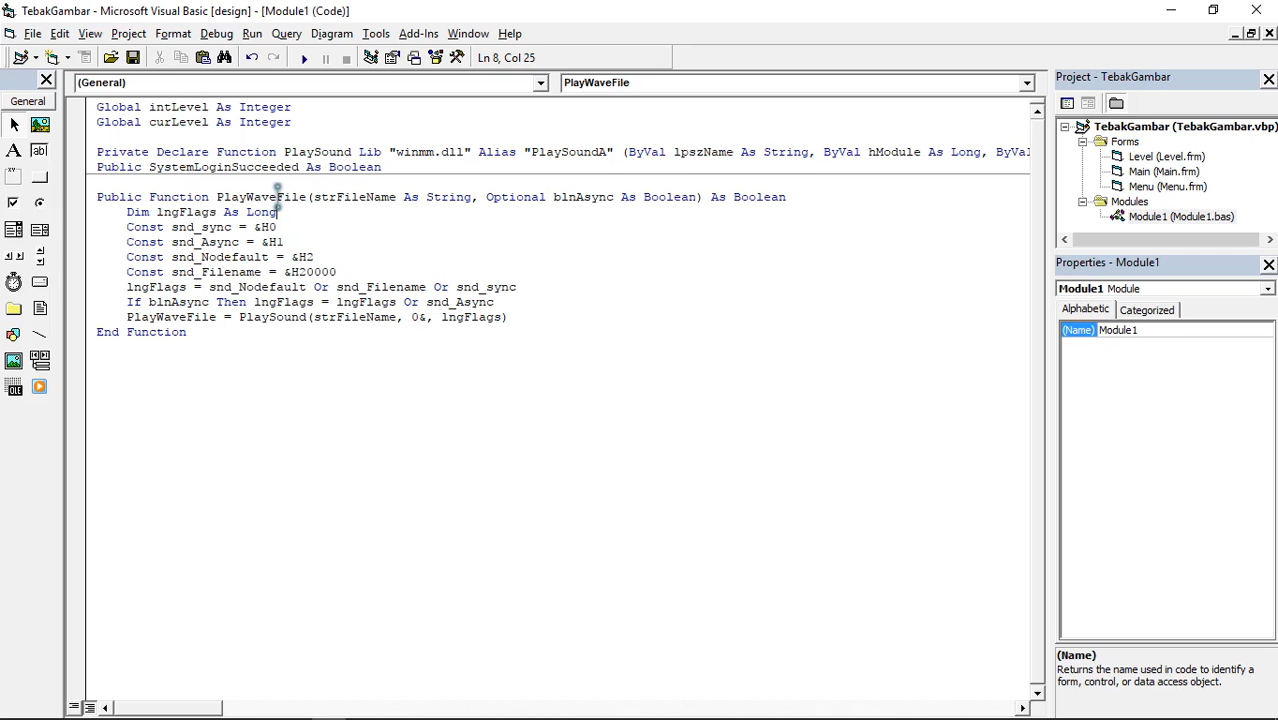 TebakGambar - Microsoft Visual Basic [design] - [Module1 (Code)]
File Edit View Project Format Debug Run Query Diagram Tools Add-Ins Window Help
Ln 8, Col 25
General
(General)
PlayWaveFile
Global intLevel As Integer
Global curLevel As Integer
Private Declare Function PlaySound Lib "winmm.dll" Alias "PlaySoundA" (ByVal lpszName As String, ByVal hModule As Long, ByVal
Public SystemLoginSucceeded As Boolean
Public Function PlayWaveFile(strFileName As String, Optional blnAsync As Boolean) As Boolean
Dim lngFlags As Long
Const snd_sync = &H0
Const snd_Async = &H1
Const snd_Nodefault = &H2
Const snd_Filename = &H20000
lngFlags = snd_Nodefault Or snd_Filename Or snd_sync
If blnAsync Then lngFlags = lngFlags Or snd_Async
PlayWaveFile = PlaySound(strFileName, 0&, lngFlags)
End Function
Project - TebakGambar
TebakGambar (TebakGambar.vbp)
Forms
Level (Level.frm)
Main (Main.frm)
Menu (Menu.frm)
Modules
Module1 (Module1.bas)
Properties - Module1
Module1 Module
Alphabetic Categorized
(Name) Module1
(Name)
Returns the name used in code to identify a
form, control, or data access object.